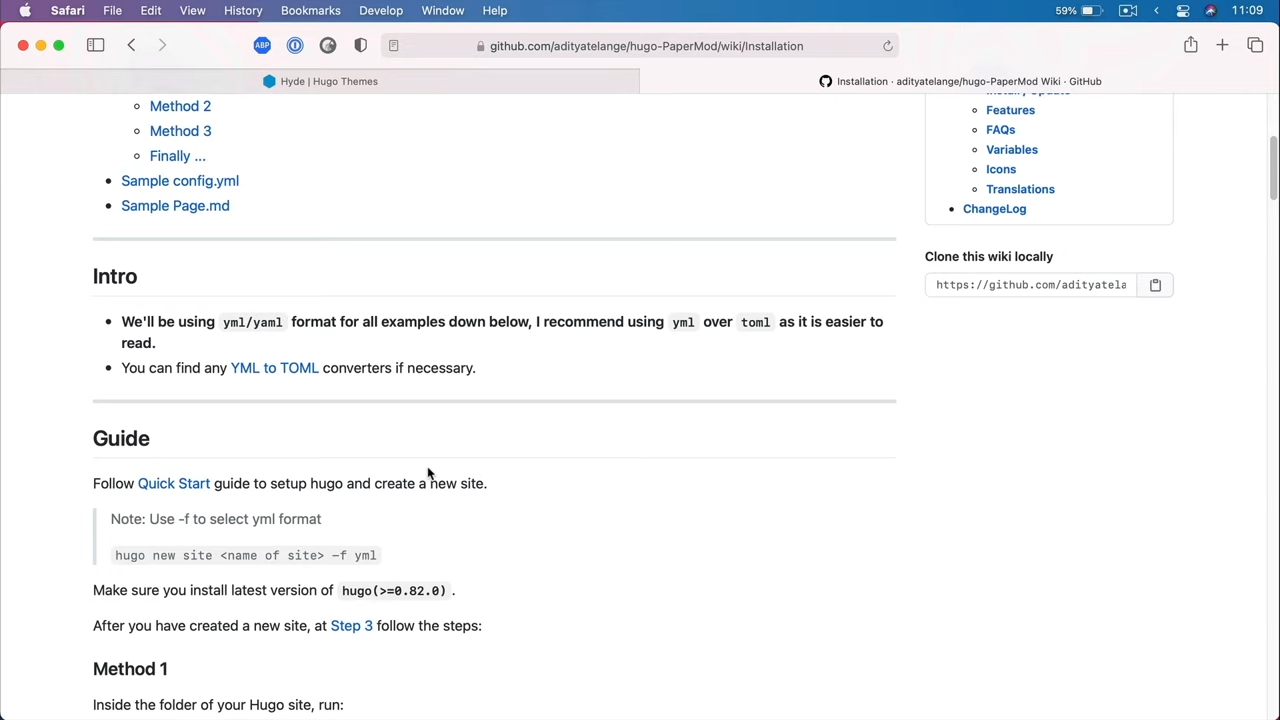 Safari File Edit View History Bookmarks Develop Window Help 59% 11:09
ABP github.com/adityatelange/hugo-PaperMod/wiki/Installation
Hyde | Hugo Themes Installation · adityatelange/hugo-PaperMod Wiki · GitHub
Method 2
Method 3
Finally ...
Sample config.yml
Sample Page.md
Intro
We'll be using yml/yaml format for all examples down below, I recommend using yml over toml as it is easier to
read.
You can find any YML to TOML converters if necessary.
Guide
Follow Quick Start guide to setup hugo and create a new site.
Note: Use -f to select yml format
hugo new site <name of site> -f yml
Make sure you install latest version of hugo(>=0.82.0) .
After you have created a new site, at Step 3 follow the steps:
Method 1
Inside the folder of your Hugo site, run:
Features
FAQs
Variables
Icons
Translations
ChangeLog
Clone this wiki locally
https://github.com/adityatela